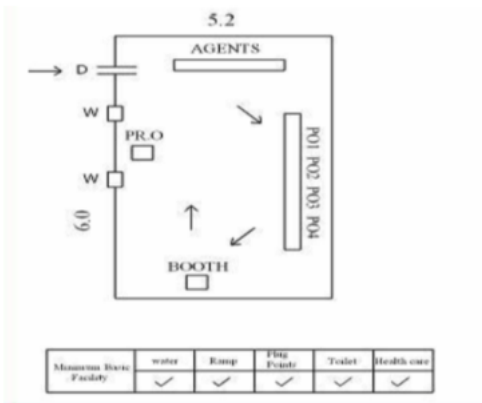 5.2
AGENTS
D
W
PR.O
W
PO1 PO2 PO3 PO4
6.0
BOOTH
Minimum Basic Facility
water
Ramp
Plug Points
Toilet
Health care